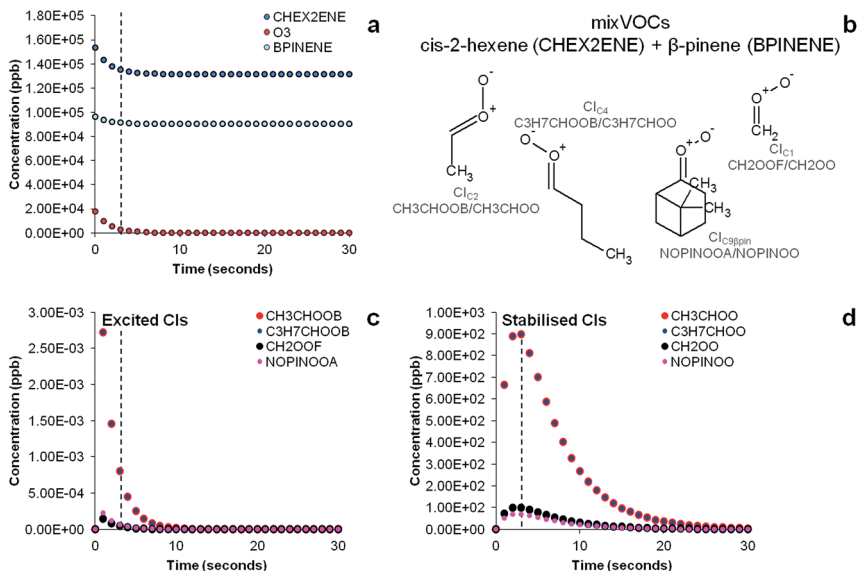 a
1.80E+05
1.60E+05
1.40E+05
1.20E+05
1.00E+05
8.00E+04
6.00E+04
4.00E+04
2.00E+04
0.00E+00
Concentration (ppb)
0 10 20 30
Time (seconds)
CHEX2ENE
O3
BPINENE
b
mixVOCs
cis-2-hexene (CHEX2ENE) + β-pinene (BPINENE)
O-
O+
CH3
CIC2
CH3CHOOB/CH3CHOO
CIC4
C3H7CHOOB/C3H7CHOO
O-
O+
CH3
O+
O-
CH3
CH3
CIC9βpin
NOPINOOA/NOPINOO
O-
O+
CH2
CIC1
CH2OOF/CH2OO
c
Excited CIs
3.00E-03
2.50E-03
2.00E-03
1.50E-03
1.00E-03
5.00E-04
0.00E+00
Concentration (ppb)
0 10 20 30
Time (seconds)
CH3CHOOB
C3H7CHOOB
CH2OOF
NOPINOOA
d
Stabilised CIs
1.00E+03
9.00E+02
8.00E+02
7.00E+02
6.00E+02
5.00E+02
4.00E+02
3.00E+02
2.00E+02
1.00E+02
0.00E+00
Concentration (ppb)
0 10 20 30
Time (seconds)
CH3CHOO
C3H7CHOO
CH2OO
NOPINOO